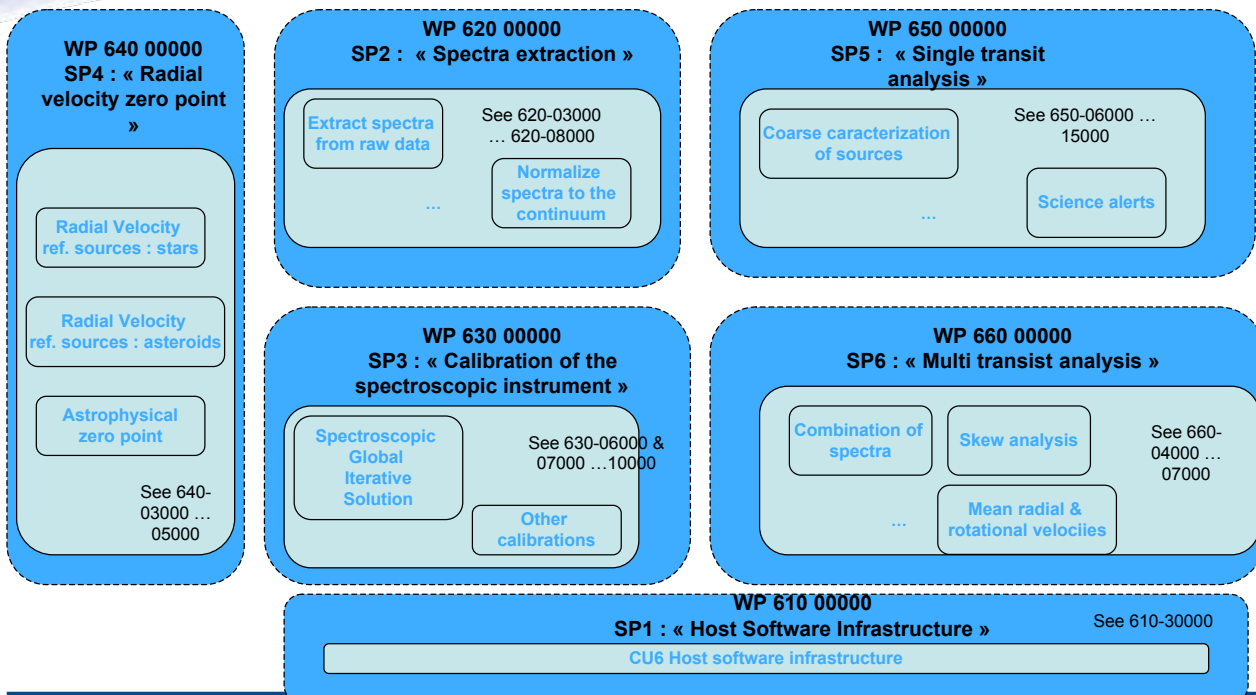 WP 640 00000
SP4 : « Radial
velocity zero point
»
Radial Velocity
ref. sources : stars
Radial Velocity
ref. sources : asteroids
Astrophysical
zero point
See 640-
03000 …
05000
WP 620 00000
SP2 : « Spectra extraction »
Extract spectra
from raw data
See 620-03000
… 620-08000
Normalize
spectra to the
continuum
…
WP 650 00000
SP5 : « Single transit
analysis »
Coarse caracterization
of sources
See 650-06000 …
15000
…
Science alerts
WP 630 00000
SP3 : « Calibration of the
spectroscopic instrument »
Spectroscopic
Global
Iterative
Solution
See 630-06000 &
07000 …10000
Other
calibrations
WP 660 00000
SP6 : « Multi transist analysis »
Combination of
spectra
Skew analysis
See 660-
04000 …
07000
…
Mean radial &
rotational velociies
WP 610 00000
SP1 : « Host Software Infrastructure »
See 610-30000
CU6 Host software infrastructure